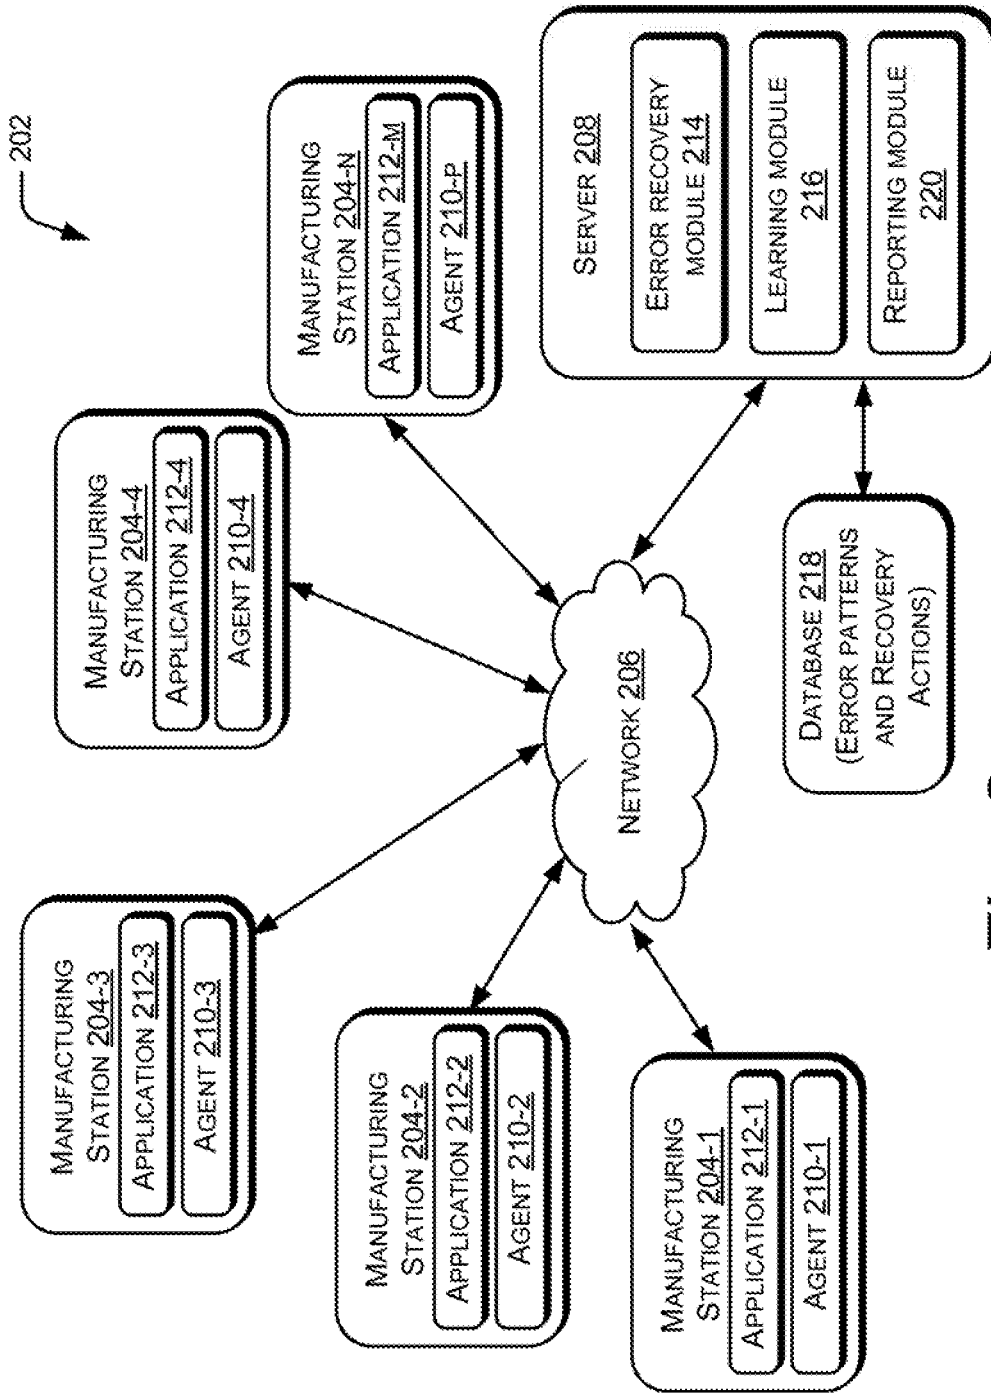 202
MANUFACTURING
STATION 204-1
APPLICATION 212-1
AGENT 210-1
MANUFACTURING
STATION 204-2
APPLICATION 212-2
AGENT 210-2
MANUFACTURING
STATION 204-3
APPLICATION 212-3
AGENT 210-3
MANUFACTURING
STATION 204-4
APPLICATION 212-4
AGENT 210-4
MANUFACTURING
STATION 204-N
APPLICATION 212-M
AGENT 210-P
NETWORK 206
SERVER 208
ERROR RECOVERY
MODULE 214
LEARNING MODULE
216
REPORTING MODULE
220
DATABASE 218
(ERROR PATTERNS
AND RECOVERY
ACTIONS)